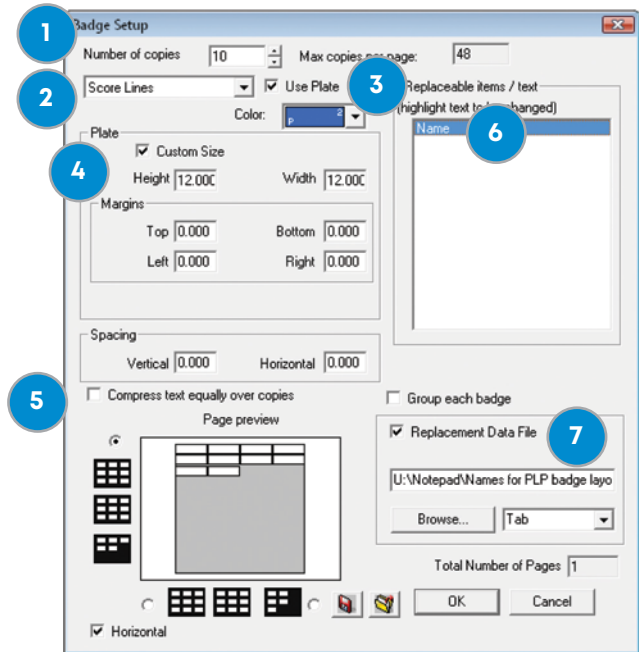 Badge Setup
1
Number of copies 10 Max copies per page: 48
2
Score Lines Use Plate
3
Replaceable items / text
(highlight text to be changed)
Color: P 2
Name
6
Plate
4
Custom Size
Height 12.000 Width 12.000
Margins
Top 0.000 Bottom 0.000
Left 0.000 Right 0.000
Spacing
Vertical 0.000 Horizontal 0.000
5
Compress text equally over copies
Group each badge
Page preview
Replacement Data File
7
U:\Notepad\Names for PLP badge layo
Browse... Tab
Total Number of Pages 1
OK Cancel
Horizontal